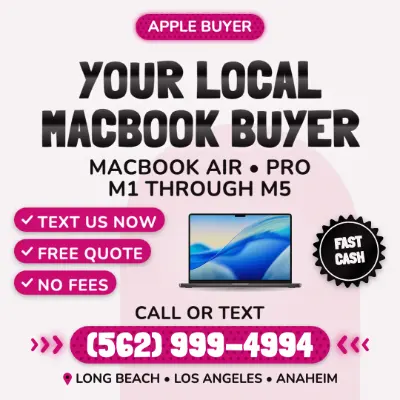 APPLE BUYER
YOUR LOCAL
MACBOOK BUYER
MACBOOK AIR • PRO
M1 THROUGH M5
✓ TEXT US NOW
✓ FREE QUOTE
✓ NO FEES
FAST
CASH
CALL OR TEXT
(562) 999-4994
LONG BEACH • LOS ANGELES • ANAHEIM